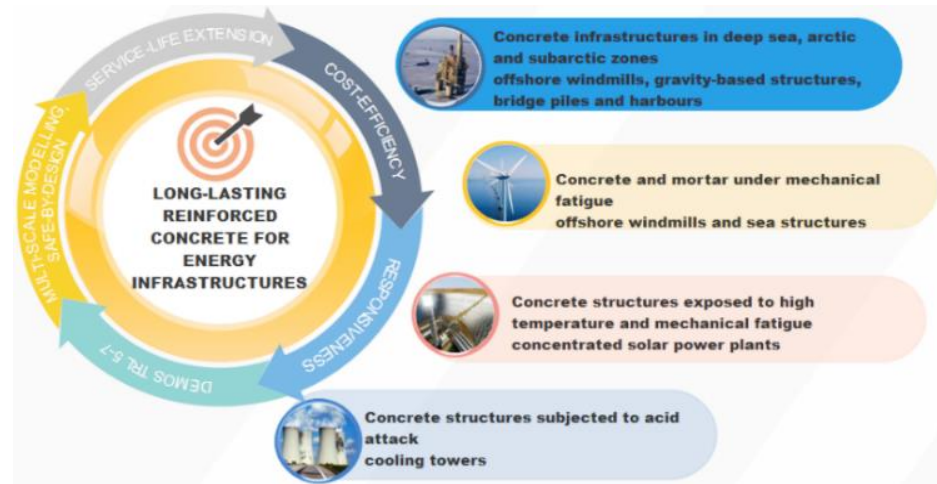 SERVICE-LIFE EXTENSION
COST-EFFICIENCY
RESPONSIVENESS
DEMOS TRL 5-7
MULTI-SCALE MODELLING,
SAFE-BY-DESIGN
LONG-LASTING
REINFORCED
CONCRETE FOR
ENERGY
INFRASTRUCTURES
Concrete infrastructures in deep sea, arctic
and subarctic zones
offshore windmills, gravity-based structures,
bridge piles and harbours
Concrete and mortar under mechanical
fatigue
offshore windmills and sea structures
Concrete structures exposed to high
temperature and mechanical fatigue
concentrated solar power plants
Concrete structures subjected to acid
attack
cooling towers